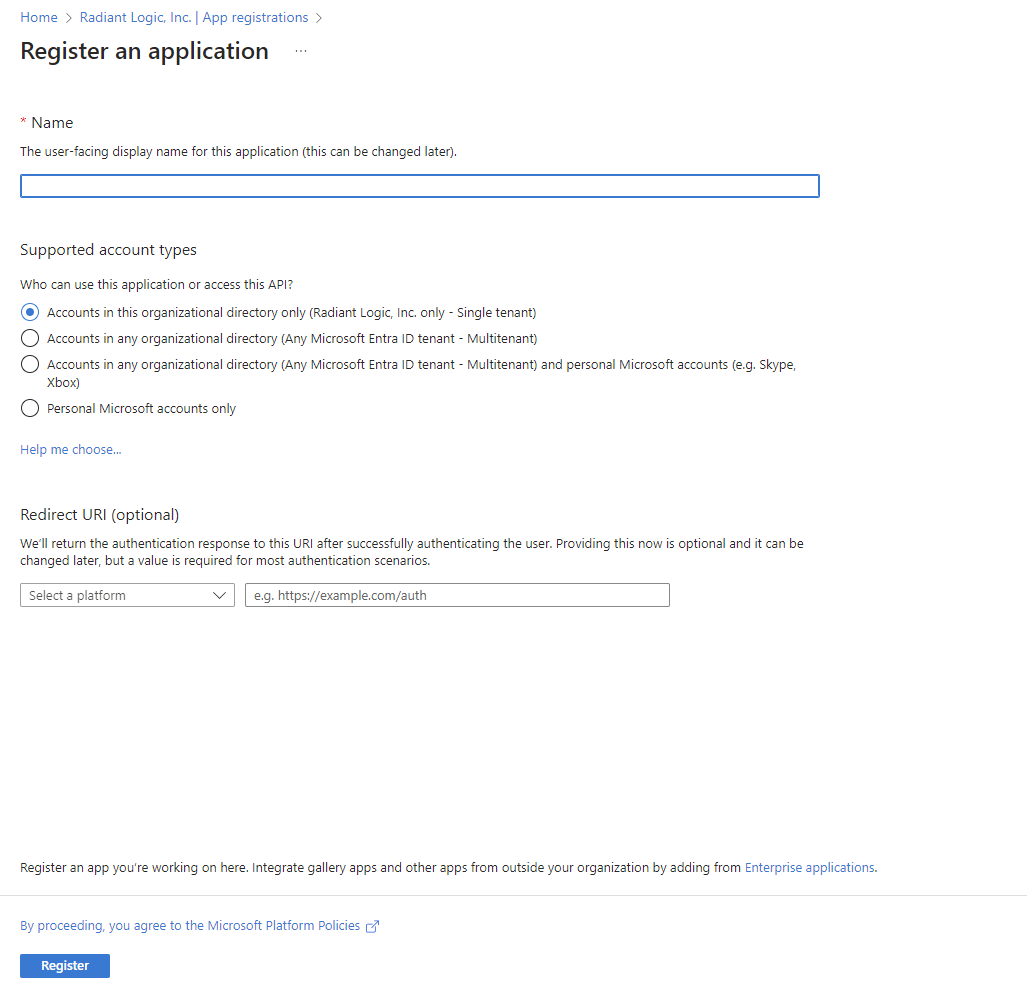 Home > Radiant Logic, Inc. | App registrations >
Register an application ...
* Name
The user-facing display name for this application (this can be changed later).
Supported account types
Who can use this application or access this API?
Accounts in this organizational directory only (Radiant Logic, Inc. only - Single tenant)
Accounts in any organizational directory (Any Microsoft Entra ID tenant - Multitenant)
Accounts in any organizational directory (Any Microsoft Entra ID tenant - Multitenant) and personal Microsoft accounts (e.g. Skype,
Xbox)
Personal Microsoft accounts only
Help me choose...
Redirect URI (optional)
We'll return the authentication response to this URI after successfully authenticating the user. Providing this now is optional and it can be
changed later, but a value is required for most authentication scenarios.
Select a platform e.g. https://example.com/auth
Register an app you're working on here. Integrate gallery apps and other apps from outside your organization by adding from Enterprise applications.
By proceeding, you agree to the Microsoft Platform Policies
Register